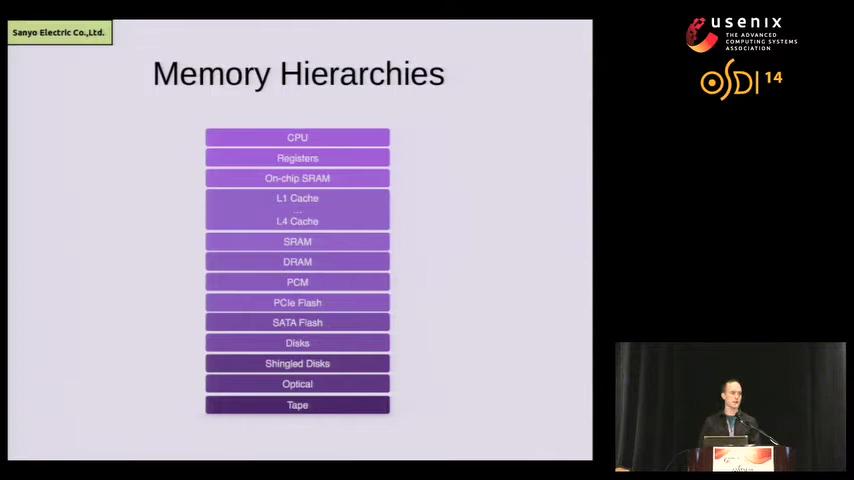 Sanyo Electric Co.,Ltd.
Memory Hierarchies
CPU
Registers
On-chip SRAM
L1 Cache
...
L4 Cache
SRAM
DRAM
PCM
PCIe Flash
SATA Flash
Disks
Shingled Disks
Optical
Tape
usenix
THE ADVANCED
COMPUTING SYSTEMS
ASSOCIATION
OSDI 14